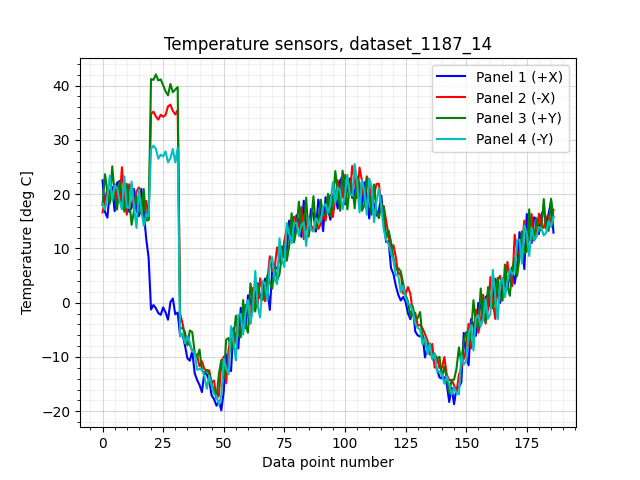 Temperature sensors, dataset_1187_14
Temperature [deg C]
40
30
20
10
0
−10
−20
Panel 1 (+X)
Panel 2 (-X)
Panel 3 (+Y)
Panel 4 (-Y)
0 25 50 75 100 125 150 175
Data point number